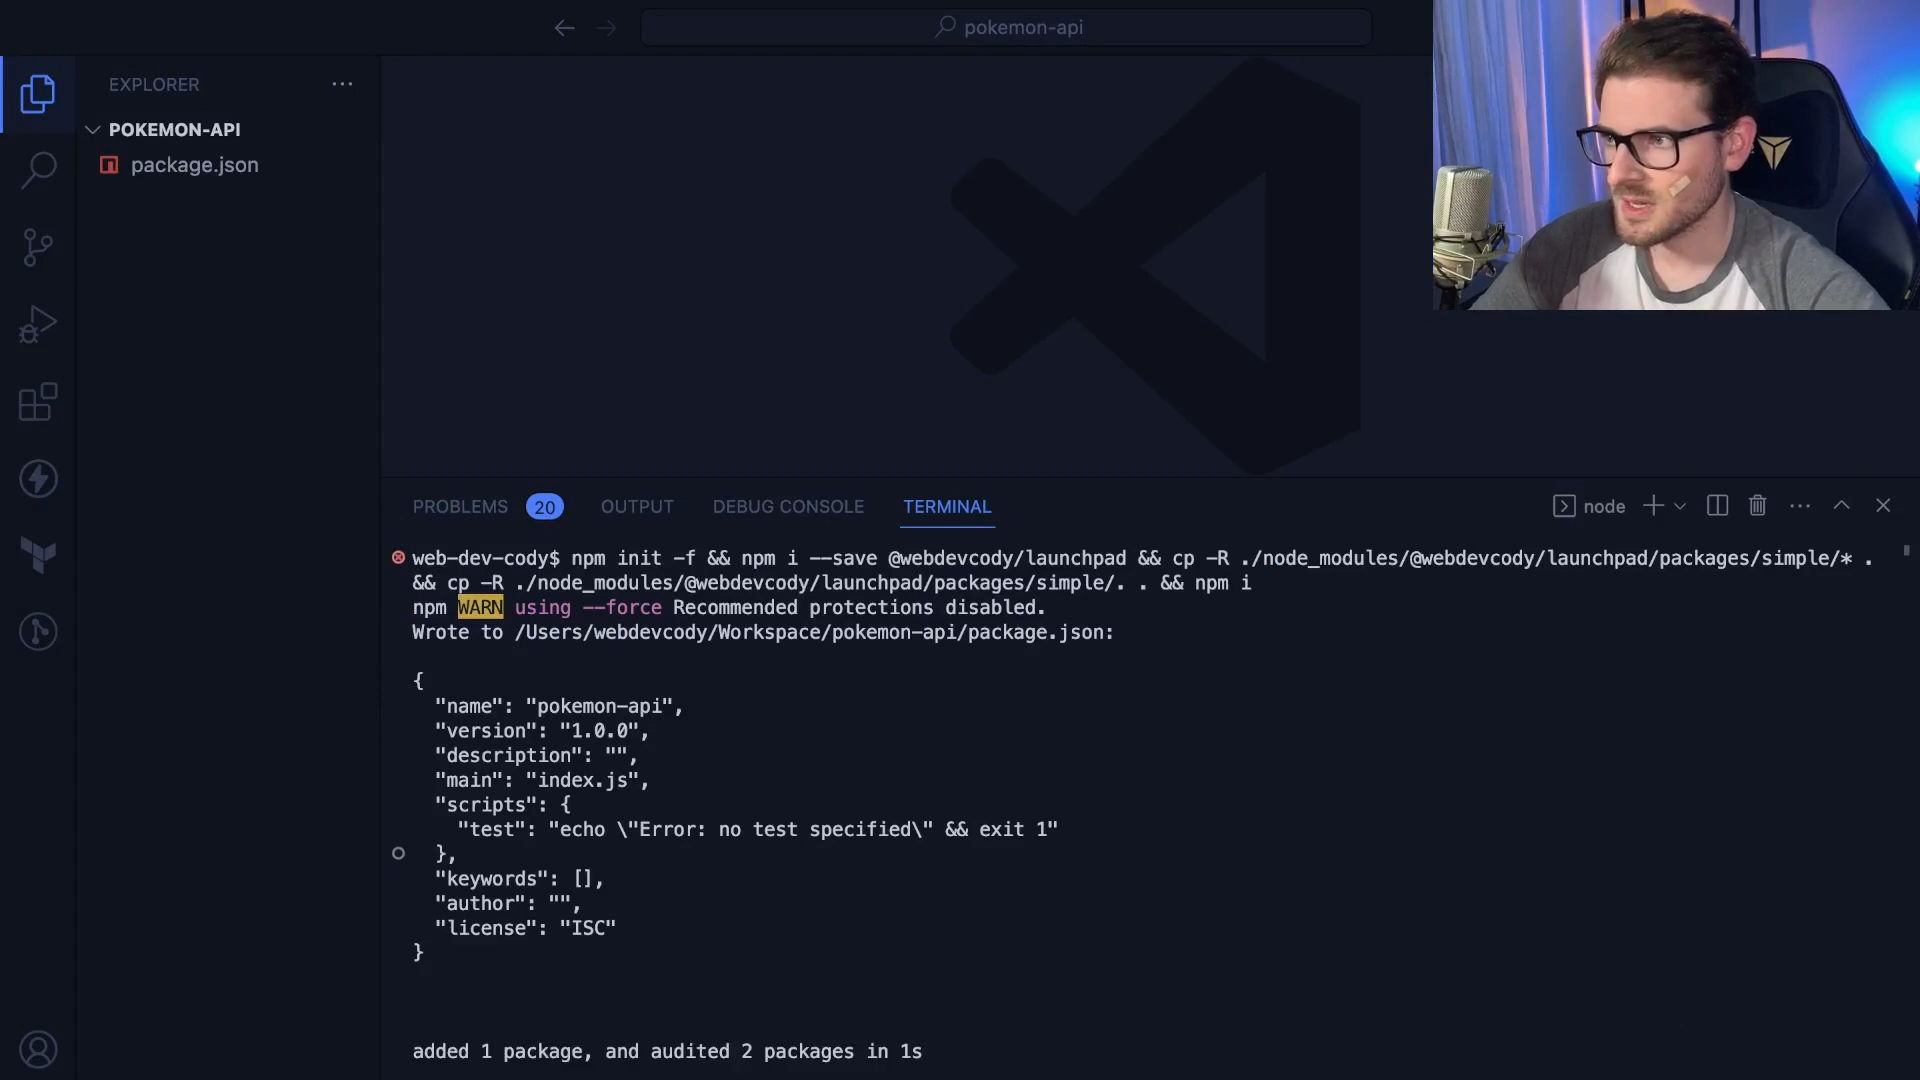 pokemon-api
EXPLORER
POKEMON-API
package.json
PROBLEMS 20 OUTPUT DEBUG CONSOLE TERMINAL
node
web-dev-cody$ npm init -f && npm i --save @webdevcody/launchpad && cp -R ./node_modules/@webdevcody/launchpad/packages/simple/* .
&& cp -R ./node_modules/@webdevcody/launchpad/packages/simple/. . && npm i
npm WARN using --force Recommended protections disabled.
Wrote to /Users/webdevcody/Workspace/pokemon-api/package.json:
{
"name": "pokemon-api",
"version": "1.0.0",
"description": "",
"main": "index.js",
"scripts": {
"test": "echo \"Error: no test specified\" && exit 1"
},
"keywords": [],
"author": "",
"license": "ISC"
}
added 1 package, and audited 2 packages in 1s